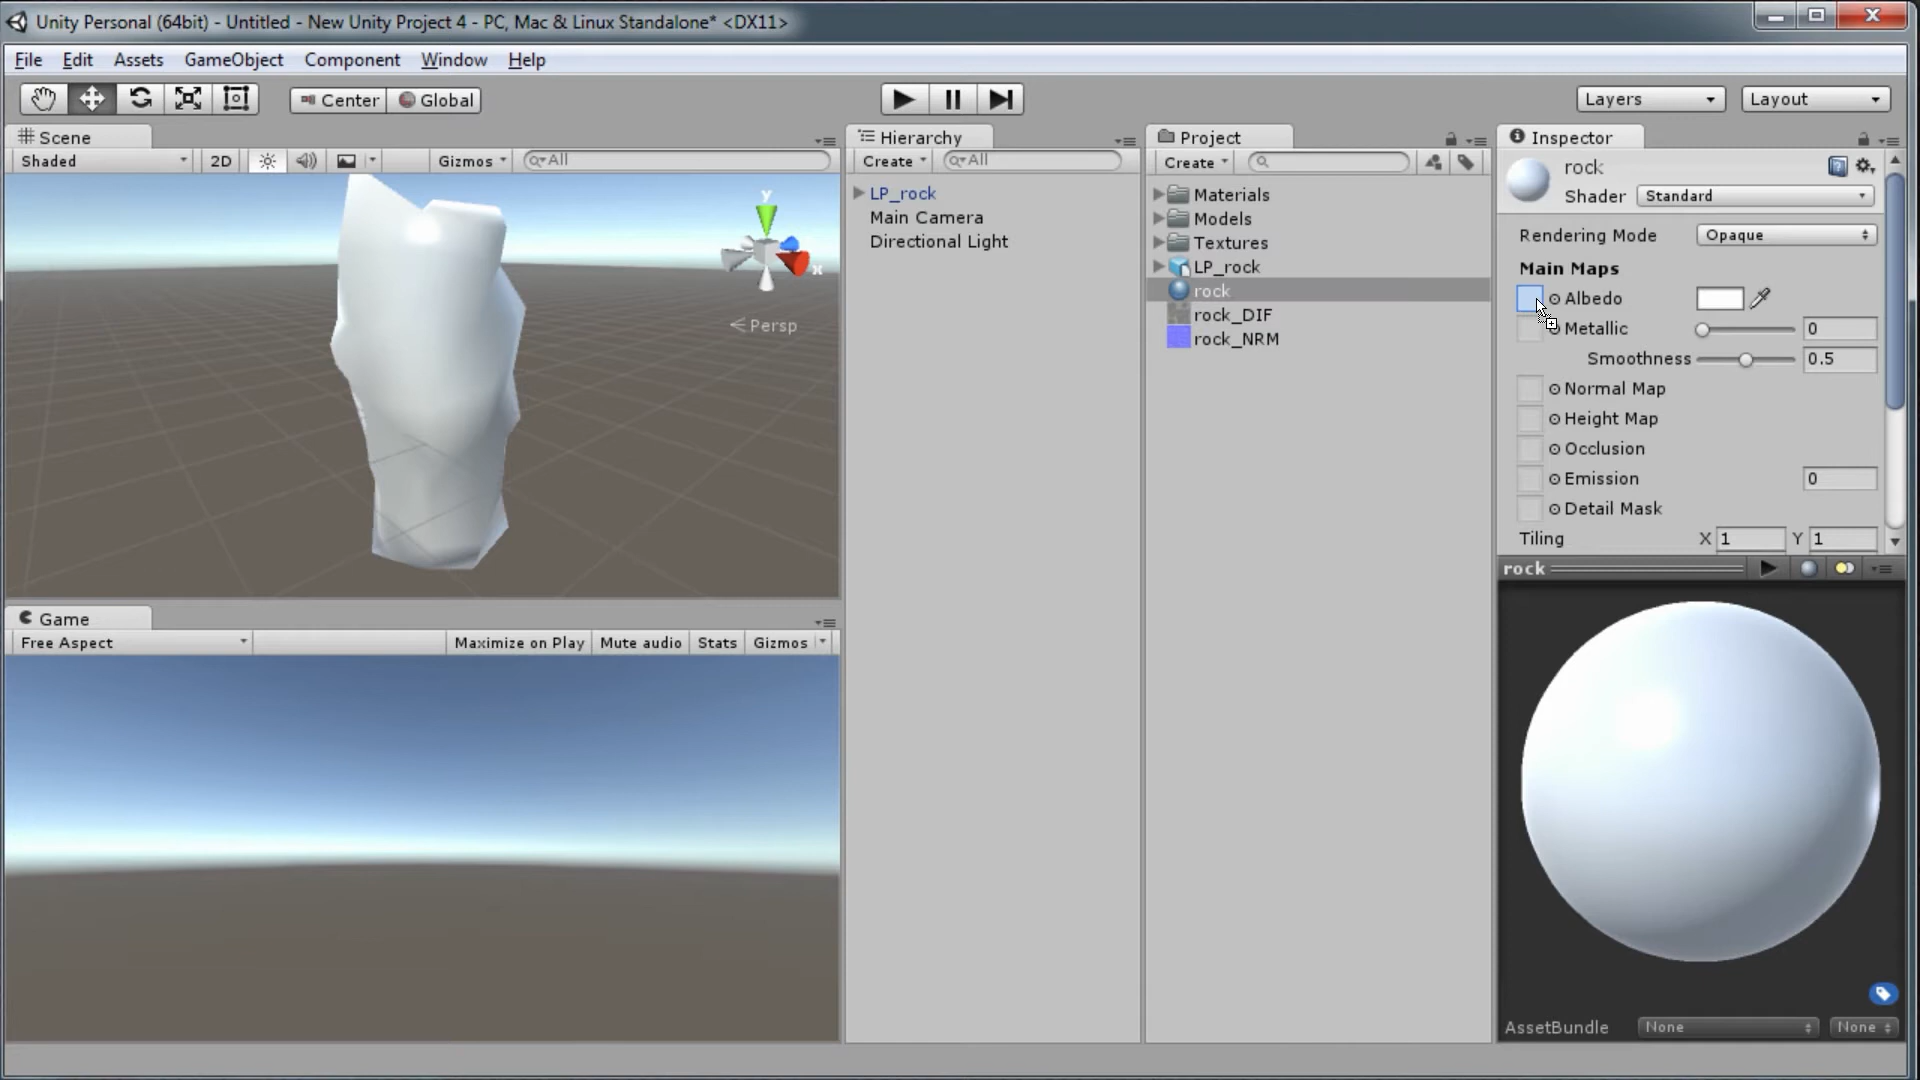 Unity Personal (64bit) - Untitled - New Unity Project 4 - PC, Mac & Linux Standalone* <DX11>
File Edit Assets GameObject Component Window Help
Center Global Layers Layout
Scene
Shaded 2D Gizmos All
y
x
Persp
Game
Free Aspect Maximize on Play Mute audio Stats Gizmos
Hierarchy
Create All
LP_rock
Main Camera
Directional Light
Project
Create
Materials
Models
Textures
LP_rock
rock
rock_DIF
rock_NRM
Inspector
rock
Shader Standard
Rendering Mode Opaque
Main Maps
Albedo
Metallic 0
Smoothness 0.5
Normal Map
Height Map
Occlusion
Emission 0
Detail Mask
Tiling X 1 Y 1
rock
AssetBundle None None